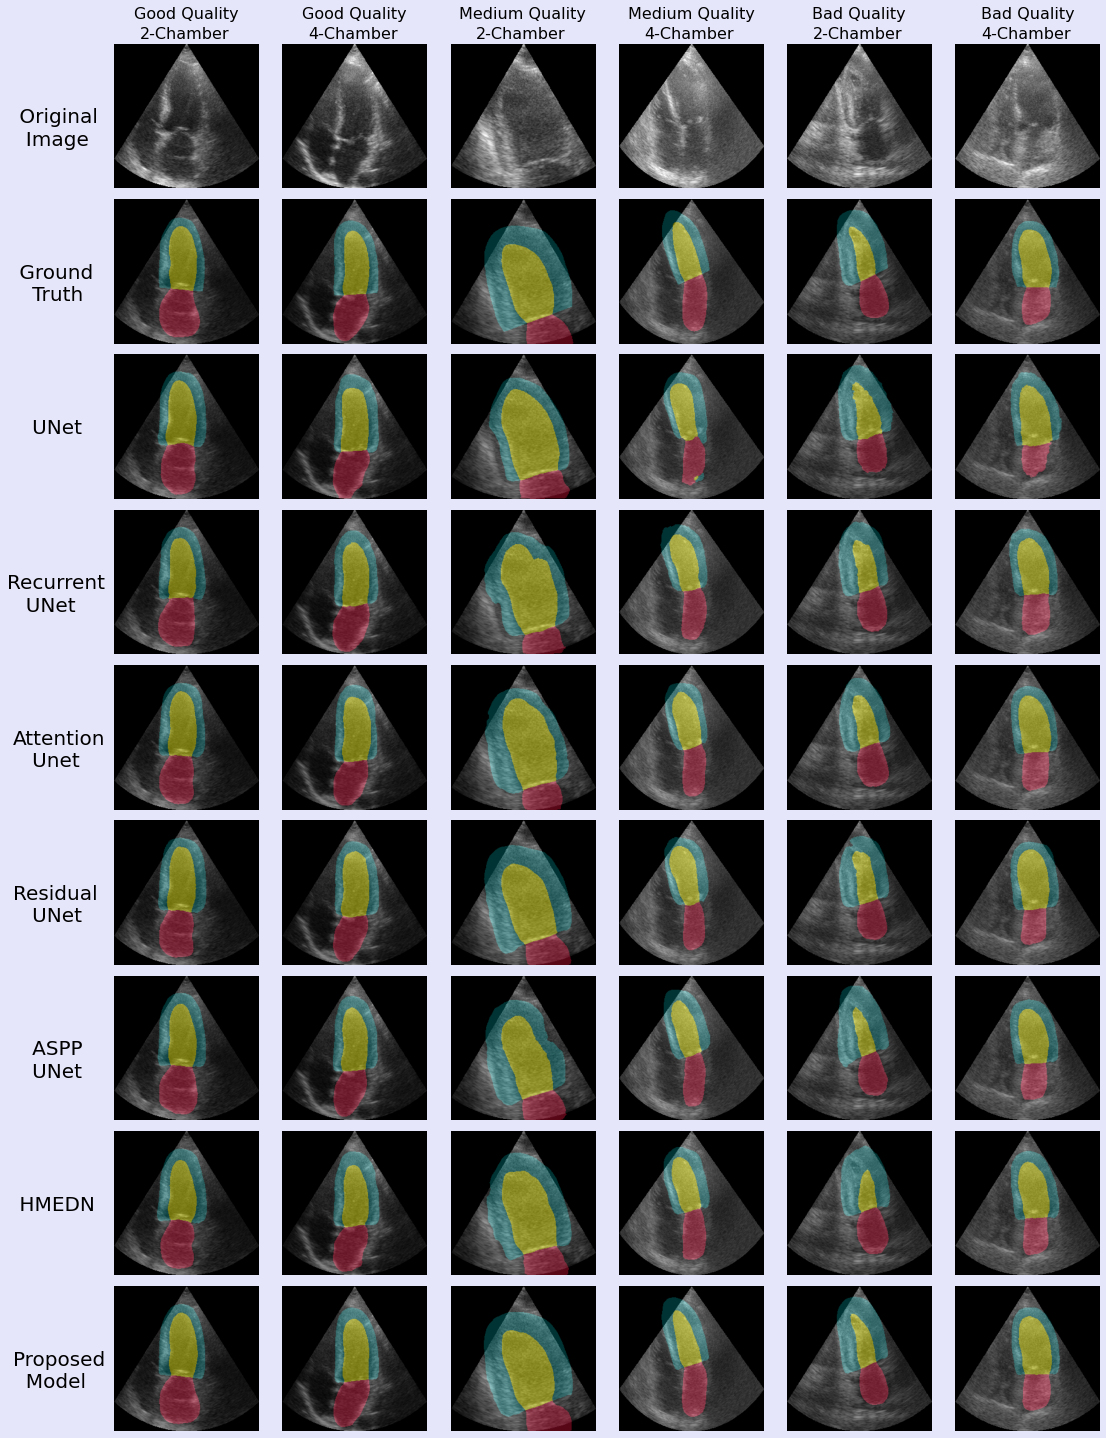 Good Quality
2-Chamber
Good Quality
4-Chamber
Medium Quality
2-Chamber
Medium Quality
4-Chamber
Bad Quality
2-Chamber
Bad Quality
4-Chamber
Original
Image
Ground
Truth
UNet
Recurrent
UNet
Attention
Unet
Residual
UNet
ASPP
UNet
HMEDN
Proposed
Model